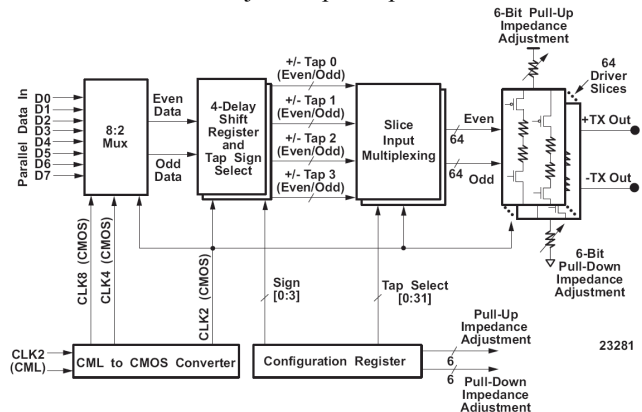 6-Bit Pull-Up
Impedance
Adjustment
64
Driver
Slices
Parallel Data In
D0
D1
D2
D3
D4
D5
D6
D7
8:2
Mux
Even
Data
Odd
Data
4-Delay
Shift
Register
and
Tap Sign
Select
+/- Tap 0
(Even/Odd)
+/- Tap 1
(Even/Odd)
+/- Tap 2
(Even/Odd)
+/- Tap 3
(Even/Odd)
Slice
Input
Multiplexing
Even
64
64
Odd
+TX Out
-TX Out
6-Bit
Pull-Down
Impedance
Adjustment
CLK8 (CMOS)
CLK4 (CMOS)
CLK2 (CMOS)
Sign
[0:3]
Tap Select
[0:31]
CLK2
(CML)
CML to CMOS Converter
Configuration Register
Pull-Up
Impedance
Adjustment
6
6
Pull-Down
Impedance
Adjustment
23281